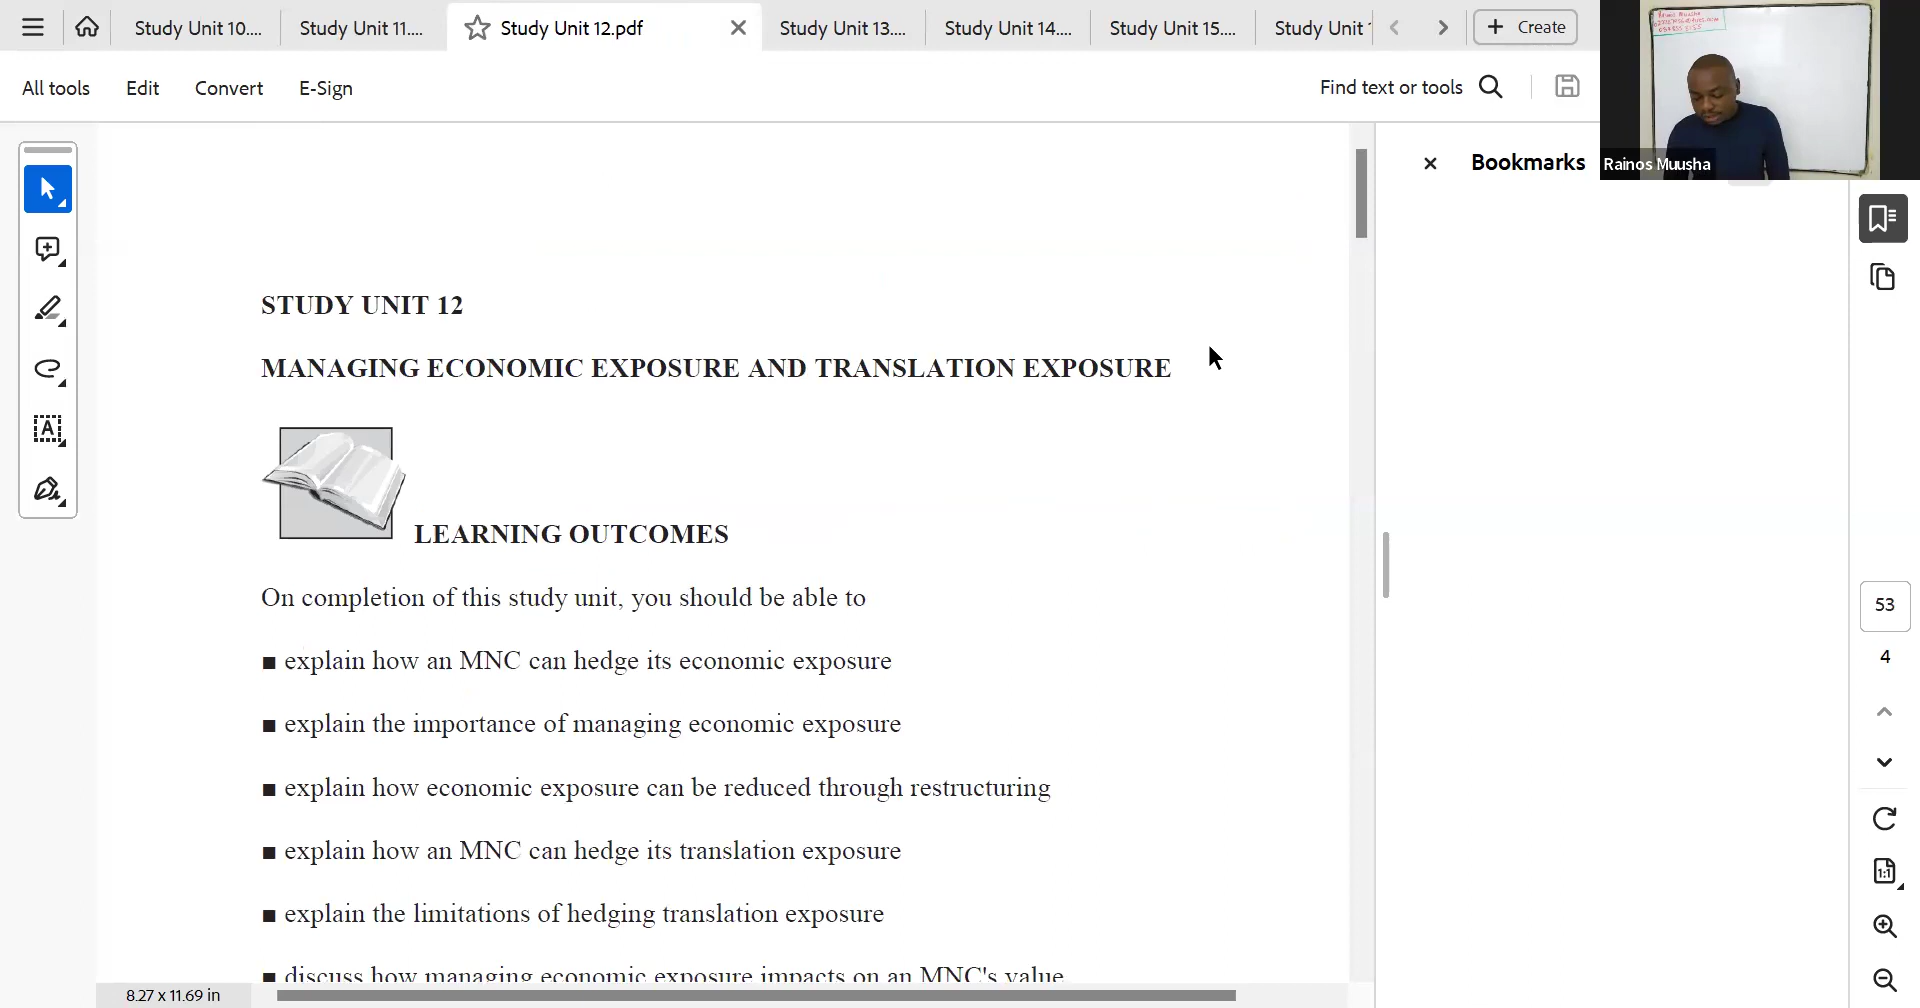 Study Unit 10....
Study Unit 11....
Study Unit 12.pdf
Study Unit 13....
Study Unit 14....
Study Unit 15....
Study Unit
Create
All tools
Edit
Convert
E-Sign
Find text or tools
Bookmarks
Rainos Muusha
STUDY UNIT 12
MANAGING ECONOMIC EXPOSURE AND TRANSLATION EXPOSURE
LEARNING OUTCOMES
On completion of this study unit, you should be able to
■ explain how an MNC can hedge its economic exposure
■ explain the importance of managing economic exposure
■ explain how economic exposure can be reduced through restructuring
■ explain how an MNC can hedge its translation exposure
■ explain the limitations of hedging translation exposure
■ discuss how managing economic exposure impacts on an MNC's value
53
4
8.27 x 11.69 in